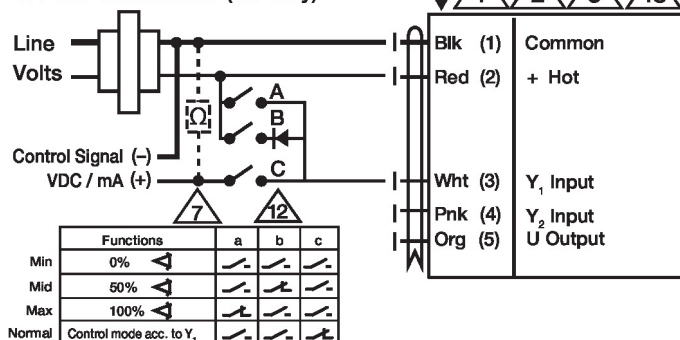 Line
Volts
Ω
A
B
C
Control Signal (–)
VDC / mA (+)
7
12
Blk (1) Common
Red (2) + Hot
Wht (3) Y₁ Input
Pnk (4) Y₂ Input
Org (5) U Output
Functions a b c
Min 0%
Mid 50%
Max 100%
Normal Control mode acc. to Y₁